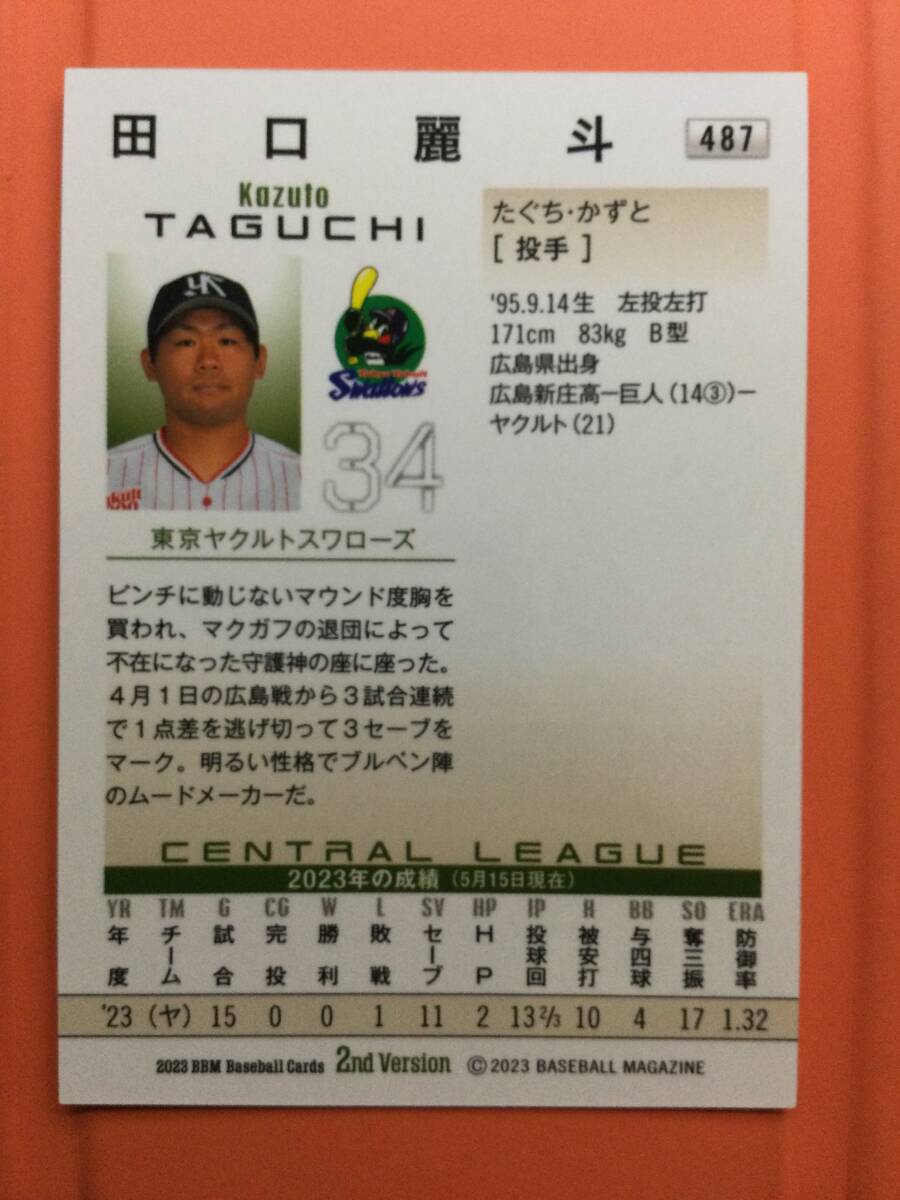 田口麗斗
487
Kazuto
TAGUCHI
たぐち・かずと
[ 投手 ]
'95.9.14生 左投左打
171cm 83kg B型
広島県出身
広島新庄高ー巨人(14③)ー
ヤクルト(21)
Swallows
34
東京ヤクルトスワローズ
ピンチに動じないマウンド度胸を
買われ、マクガフの退団によって
不在になった守護神の座に座った。
4月1日の広島戦から3試合連続
で1点差を逃げ切って3セーブを
マーク。明るい性格でブルペン陣
のムードメーカーだ。
CENTRAL LEAGUE
2023年の成績(5月15日現在)
YR TM G CG W L SV HP IP H BB SO ERA
年度 チーム 試合 完投 勝利 敗戦 セーブ HP 投球回 被安打 与四球 奪三振 防御率
'23 (ヤ) 15 0 0 1 11 2 13 2/3 10 4 17 1.32
2023 BBM Baseball Cards 2nd Version ©2023 BASEBALL MAGAZINE